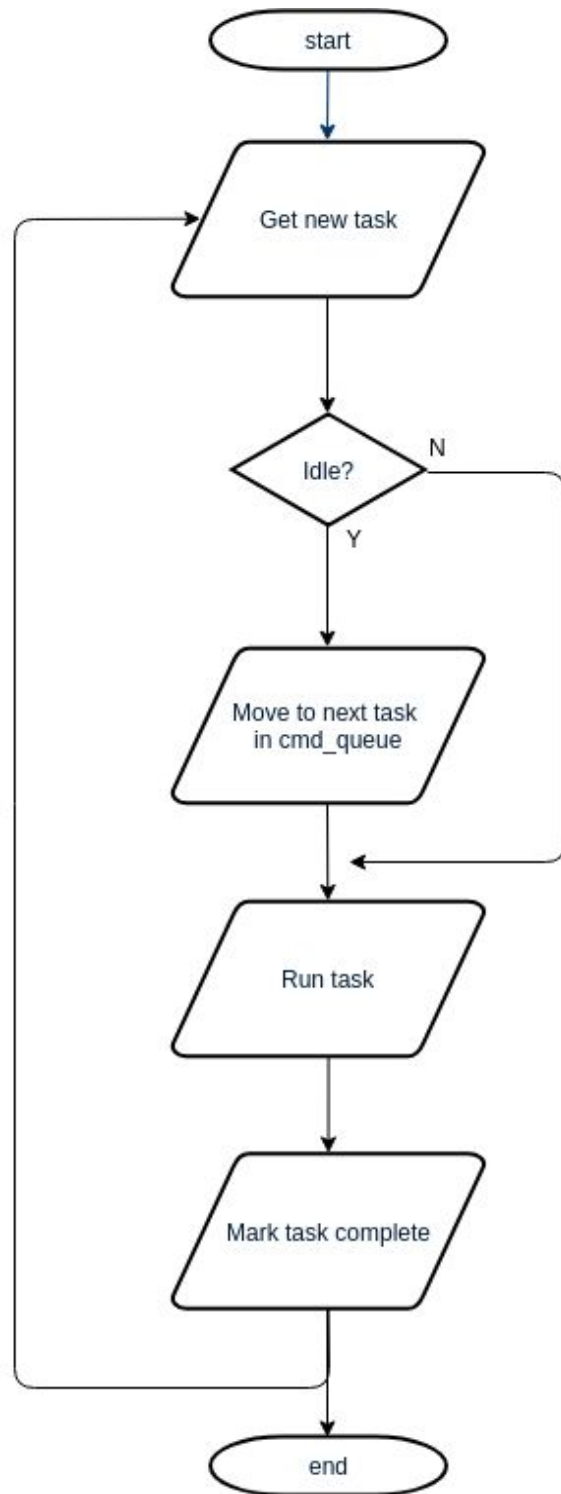 start
Get new task
Idle?
N
Y
Move to next task
in cmd_queue
Run task
Mark task complete
end